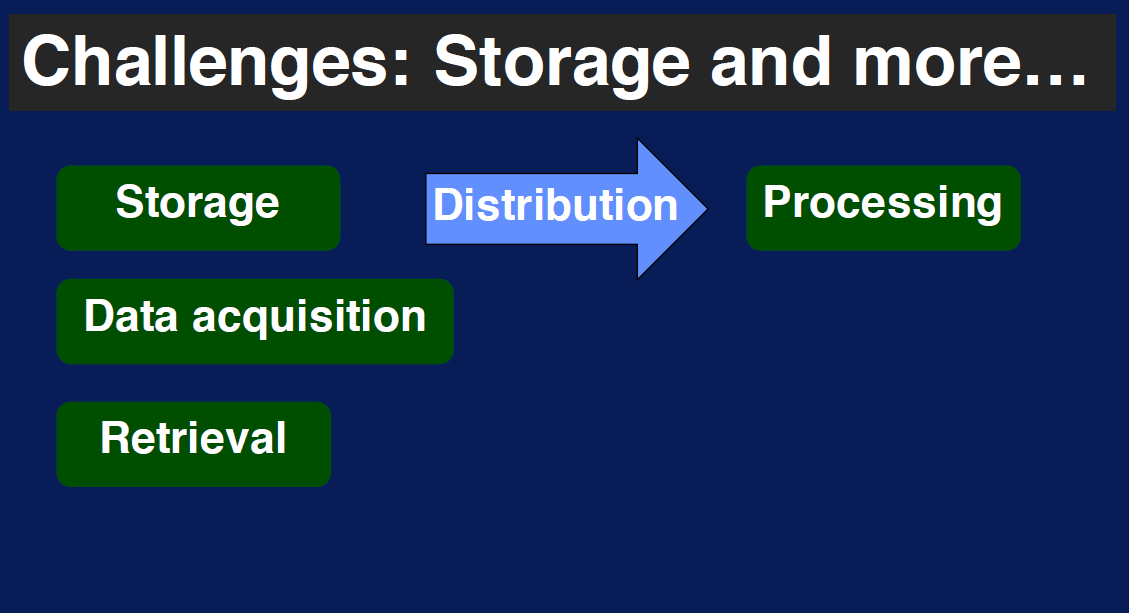 Challenges: Storage and more…
Storage
Distribution
Processing
Data acquisition
Retrieval